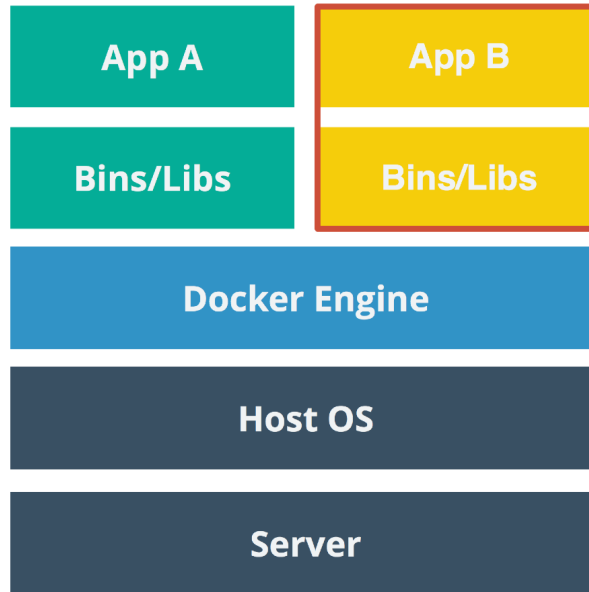 App A
App B
Bins/Libs
Bins/Libs
Docker Engine
Host OS
Server